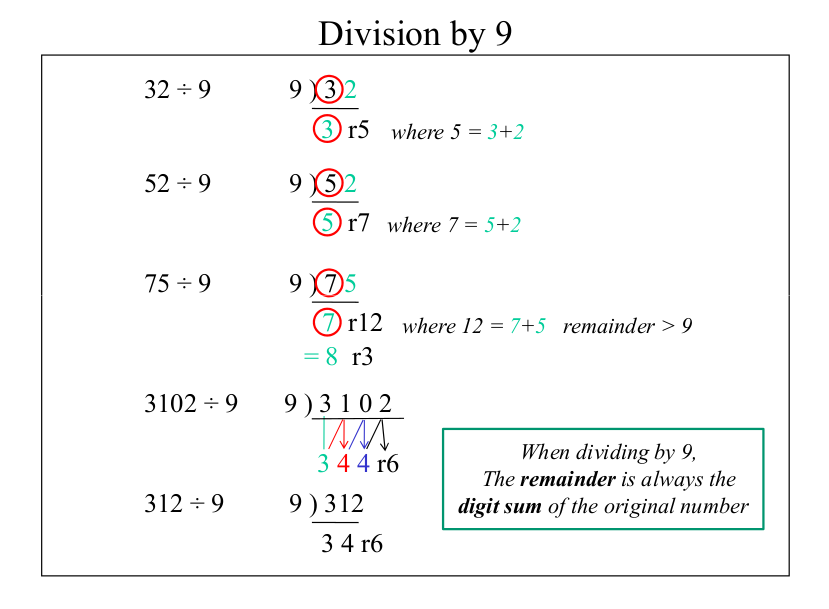 Division by 9
32 ÷ 9 9 ) 3 2
3 r5 where 5 = 3+2
52 ÷ 9 9 ) 5 2
5 r7 where 7 = 5+2
75 ÷ 9 9 ) 7 5
7 r12 where 12 = 7+5 remainder > 9
= 8 r3
3102 ÷ 9 9 ) 3 1 0 2
3 4 4 r6
312 ÷ 9 9 ) 312
3 4 r6
When dividing by 9,
The remainder is always the
digit sum of the original number